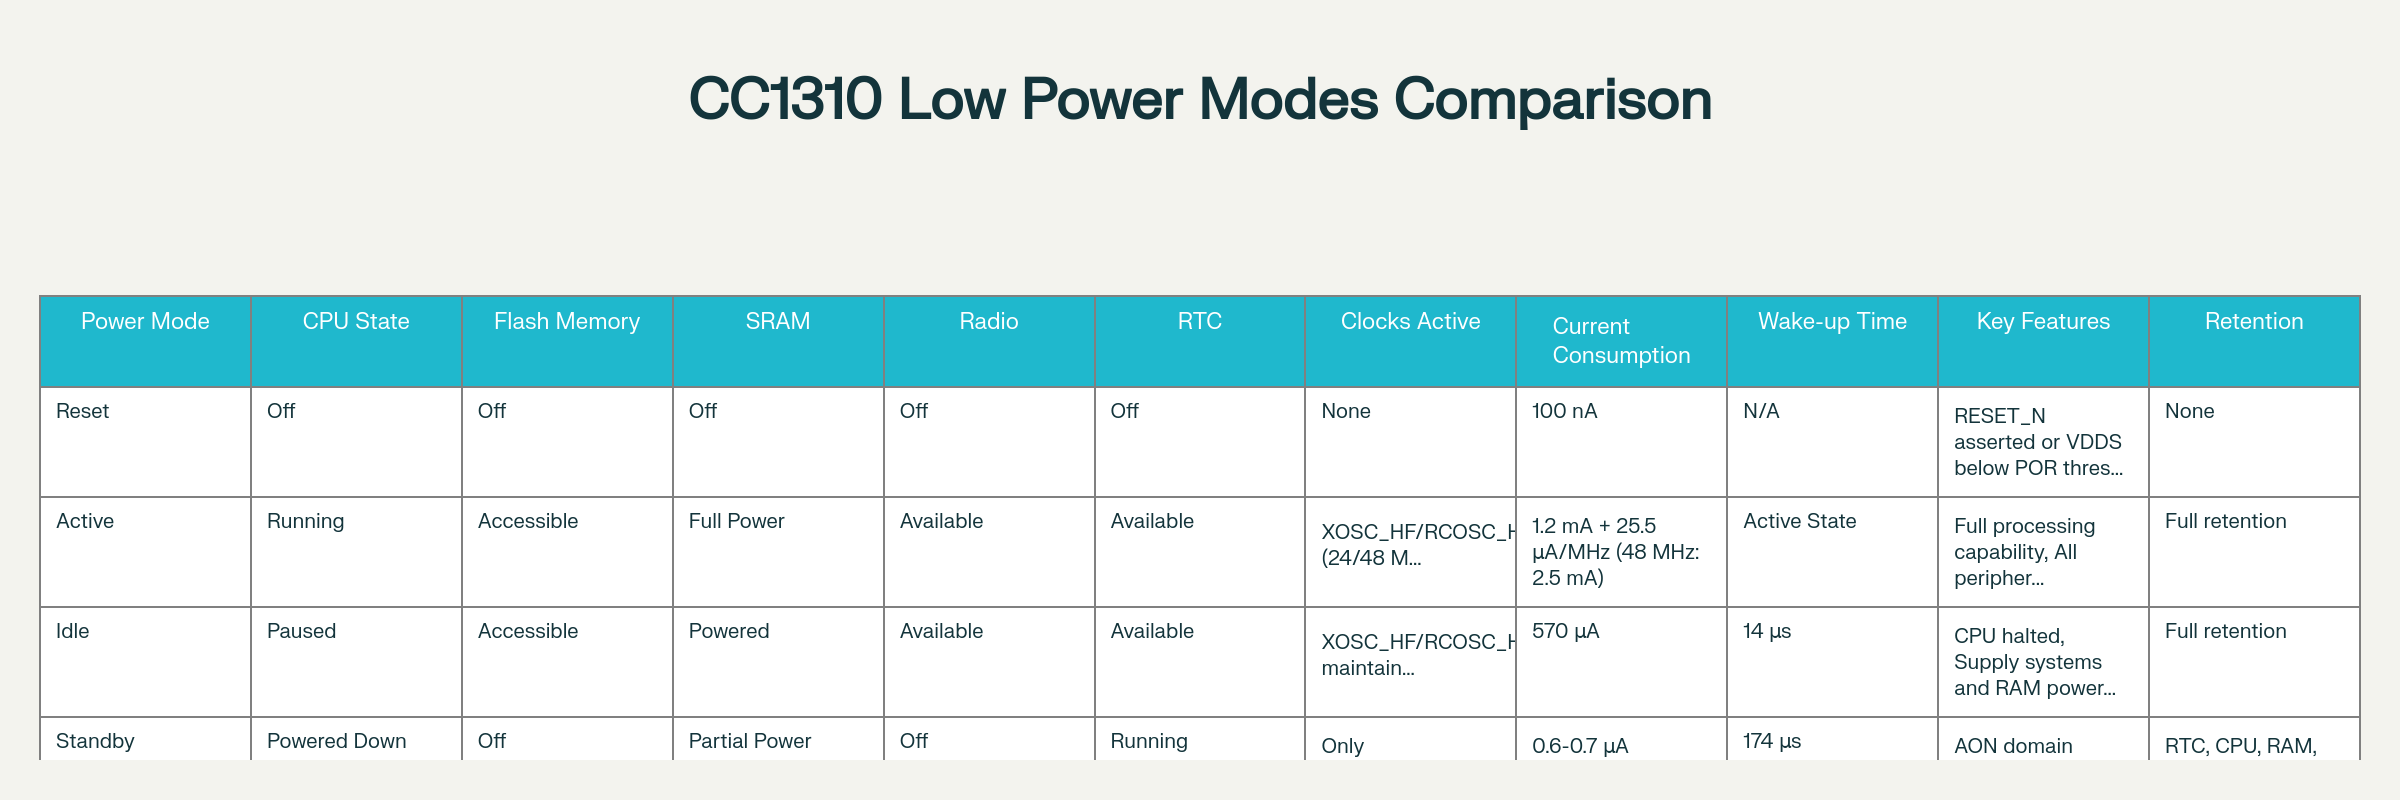 CC1310 Low Power Modes Comparison
Power Mode CPU State Flash Memory SRAM Radio RTC Clocks Active Current Consumption Wake-up Time Key Features Retention
Reset Off Off Off Off Off None 100 nA N/A RESET_N asserted or VDDS below POR thres... None
Active Running Accessible Full Power Available Available XOSC_HF/RCOSC_H (24/48 M... 1.2 mA + 25.5 µA/MHz (48 MHz: 2.5 mA) Active State Full processing capability, All peripher... Full retention
Idle Paused Accessible Powered Available Available XOSC_HF/RCOSC_H maintain... 570 µA 14 µs CPU halted, Supply systems and RAM power... Full retention
Standby Powered Down Off Partial Power Off Running Only 0.6-0.7 µA 174 µs AON domain RTC, CPU, RAM,